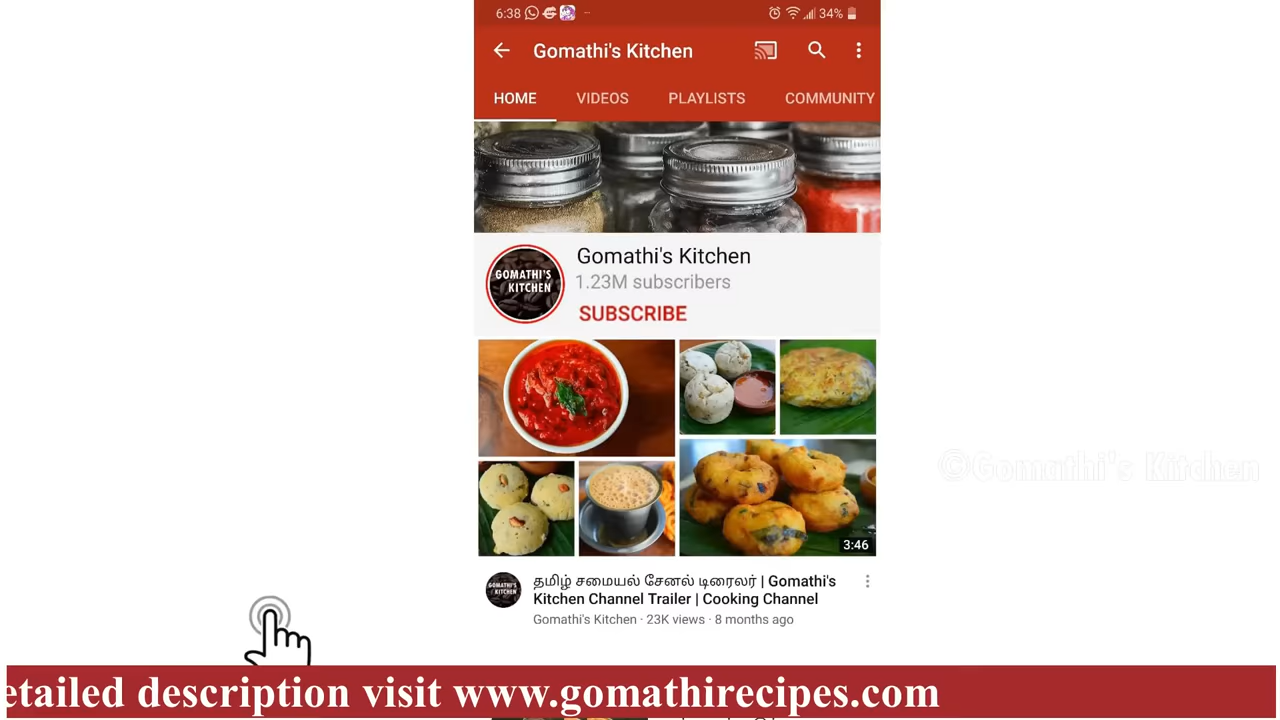 6:38
34%
Gomathi's Kitchen
HOME VIDEOS PLAYLISTS COMMUNITY
GOMATHI'S
KITCHEN
Gomathi's Kitchen
1.23M subscribers
SUBSCRIBE
©Gomathi's Kitchen
3:46
GOMATHI'S
KITCHEN
தமிழ் சமையல் சேனல் டிரைலர் | Gomathi's
Kitchen Channel Trailer | Cooking Channel
Gomathi's Kitchen · 23K views · 8 months ago
etailed description visit www.gomathirecipes.com